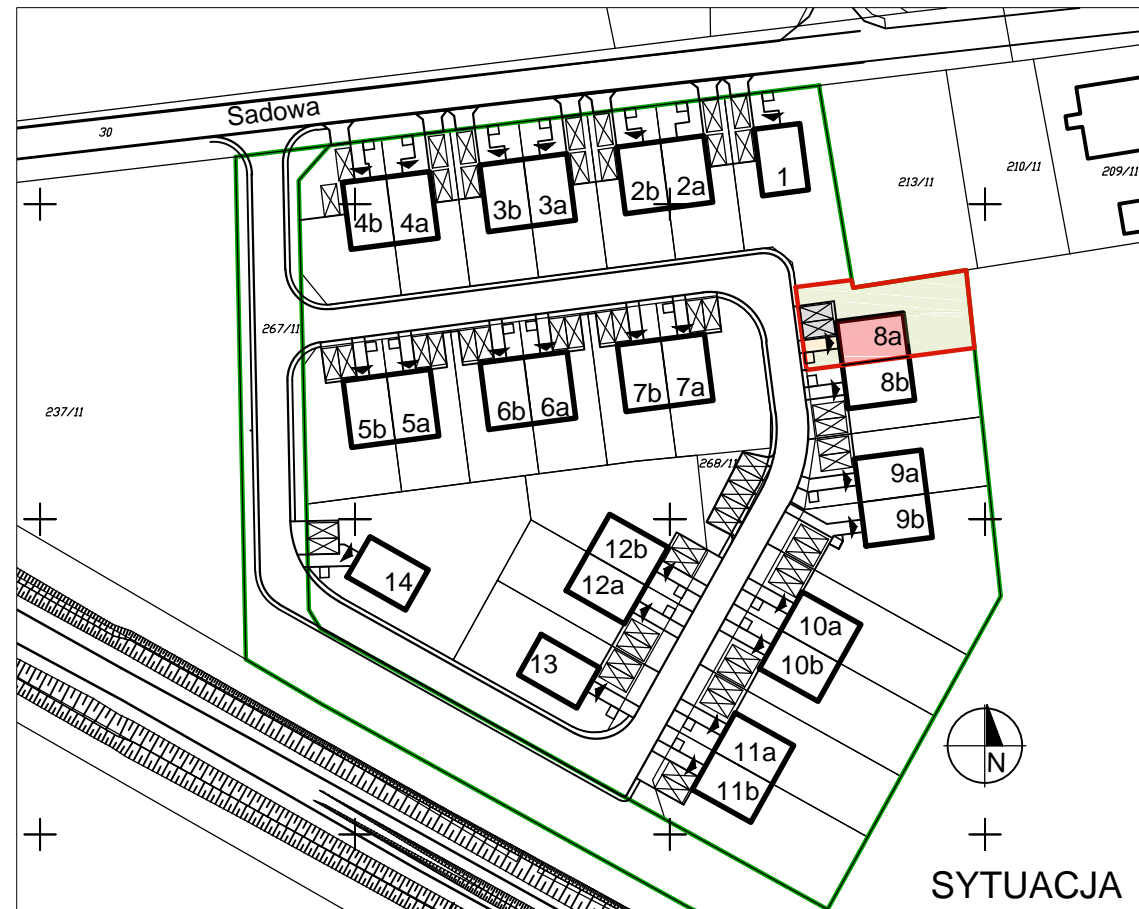 Sadowa
30
4b
4a
3b
3a
2b
2a
1
213/11
210/11
209/11
267/11
237/11
5b
5a
6b
6a
7b
7a
8a
8b
268/11
9a
9b
12b
12a
14
13
10a
10b
11a
11b
N
SYTUACJA